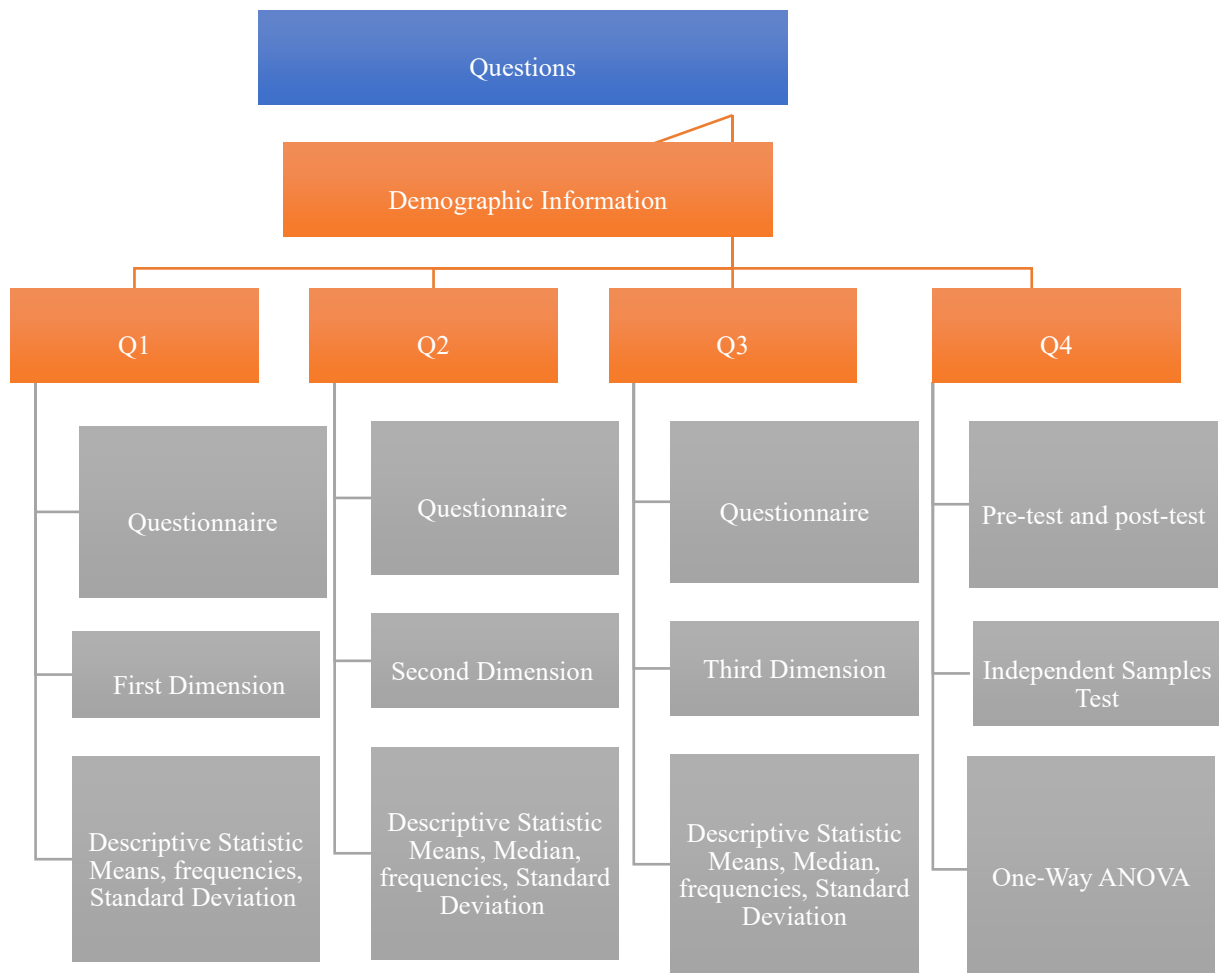 Questions
Demographic Information
Q1
Q2
Q3
Q4
Questionnaire
First Dimension
Descriptive Statistic
Means, frequencies,
Standard Deviation
Questionnaire
Second Dimension
Descriptive Statistic
Means, Median,
frequencies, Standard
Deviation
Questionnaire
Third Dimension
Descriptive Statistic
Means, Median,
frequencies, Standard
Deviation
Pre-test and post-test
Independent Samples
Test
One-Way ANOVA